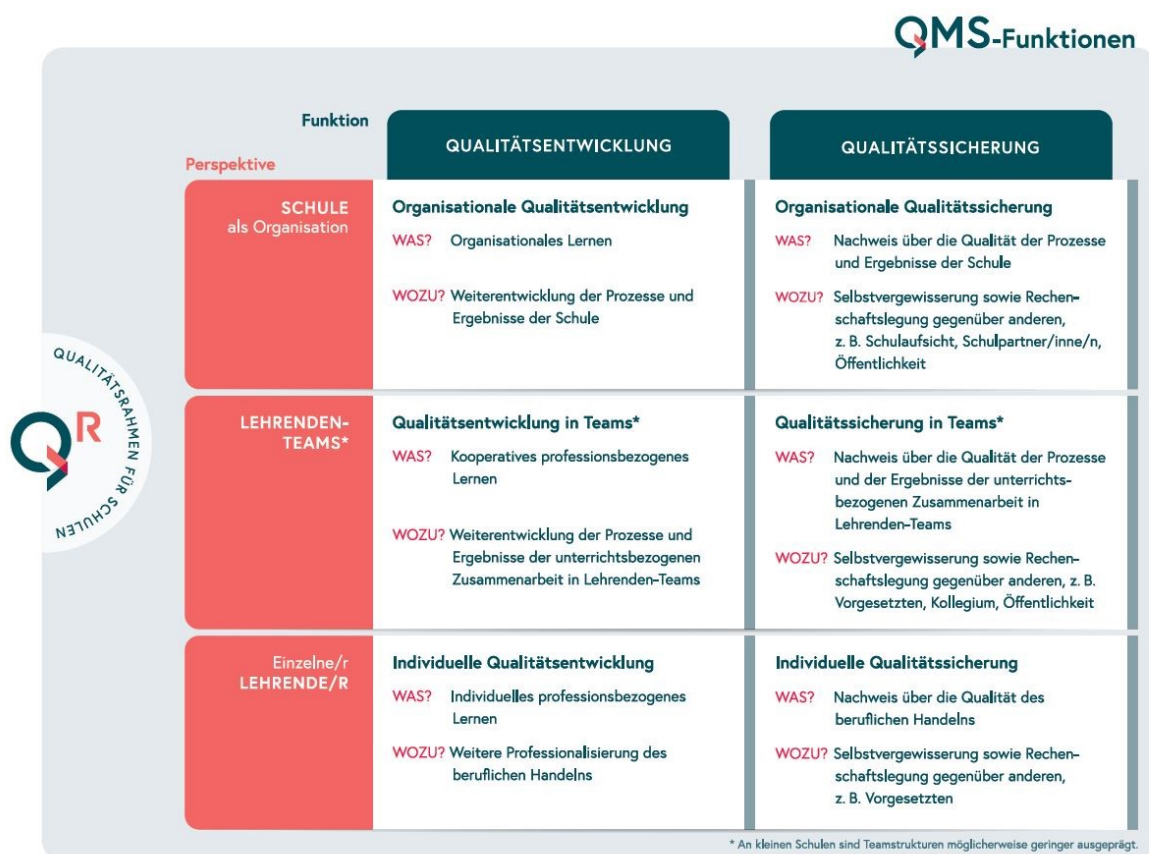 QMS-Funktionen
Funktion
Perspektive
QUALITÄTSENTWICKLUNG
QUALITÄTSSICHERUNG
SCHULE
als Organisation
Organisationale Qualitätsentwicklung
WAS? Organisationales Lernen
WOZU? Weiterentwicklung der Prozesse und
Ergebnisse der Schule
Organisationale Qualitätssicherung
WAS? Nachweis über die Qualität der Prozesse
und Ergebnisse der Schule
WOZU? Selbstvergewisserung sowie Rechen-
schaftslegung gegenüber anderen,
z. B. Schulaufsicht, Schulpartner/inne/n,
Öffentlichkeit
QR
QUALITÄTSRAHMEN FÜR SCHULEN
LEHRENDEN-
TEAMS*
Qualitätsentwicklung in Teams*
WAS? Kooperatives professionsbezogenes
Lernen
WOZU? Weiterentwicklung der Prozesse und
Ergebnisse der unterrichtsbezogenen
Zusammenarbeit in Lehrenden-Teams
Qualitätssicherung in Teams*
WAS? Nachweis über die Qualität der Prozesse
und der Ergebnisse der unterrichts-
bezogenen Zusammenarbeit in
Lehrenden-Teams
WOZU? Selbstvergewisserung sowie Rechen-
schaftslegung gegenüber anderen, z. B.
Vorgesetzten, Kollegium, Öffentlichkeit
Einzelne/r
LEHRENDE/R
Individuelle Qualitätsentwicklung
WAS? Individuelles professionsbezogenes
Lernen
WOZU? Weitere Professionalisierung des
beruflichen Handelns
Individuelle Qualitätssicherung
WAS? Nachweis über die Qualität des
beruflichen Handelns
WOZU? Selbstvergewisserung sowie Rechen-
schaftslegung gegenüber anderen,
z. B. Vorgesetzten
* An kleinen Schulen sind Teamstrukturen möglicherweise geringer ausgeprägt.